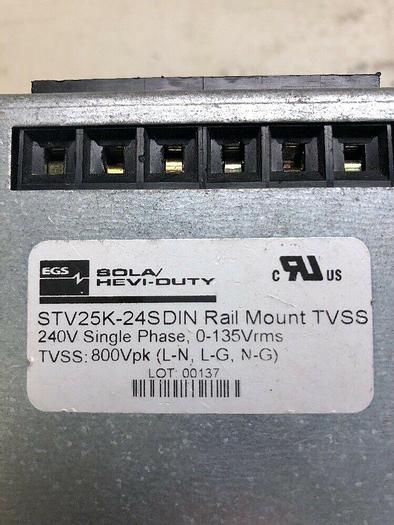 EGS SOLA/
HEVI-DUTY
C RU US
STV25K-24SDIN Rail Mount TVSS
240V Single Phase, 0-135Vrms
TVSS: 800Vpk (L-N, L-G, N-G)
LOT: 00137